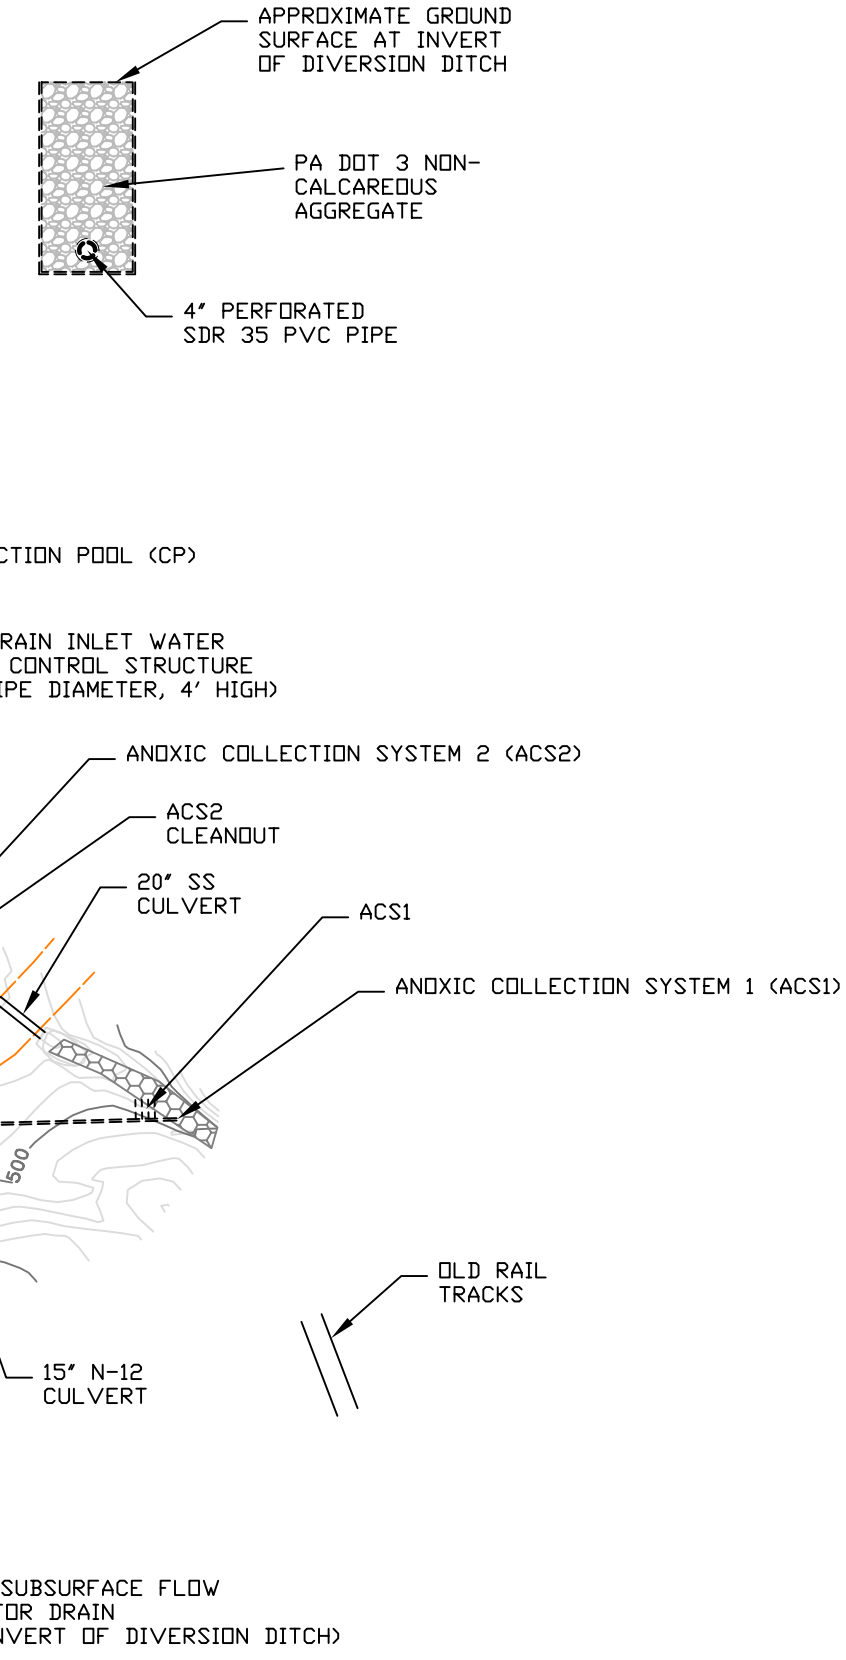 APPROXIMATE GROUND
SURFACE AT INVERT
OF DIVERSION DITCH
PA DOT 3 NON-
CALCAREOUS
AGGREGATE
4" PERFORATED
SDR 35 PVC PIPE
CTION POOL (CP)
RAIN INLET WATER
CONTROL STRUCTURE
IPE DIAMETER, 4' HIGH)
ANOXIC COLLECTION SYSTEM 2 (ACS2)
ACS2
CLEANOUT
20" SS
CULVERT
ACS1
ANOXIC COLLECTION SYSTEM 1 (ACS1)
500
OLD RAIL
TRACKS
15" N-12
CULVERT
SUBSURFACE FLOW
TOR DRAIN
NVERT OF DIVERSION DITCH)